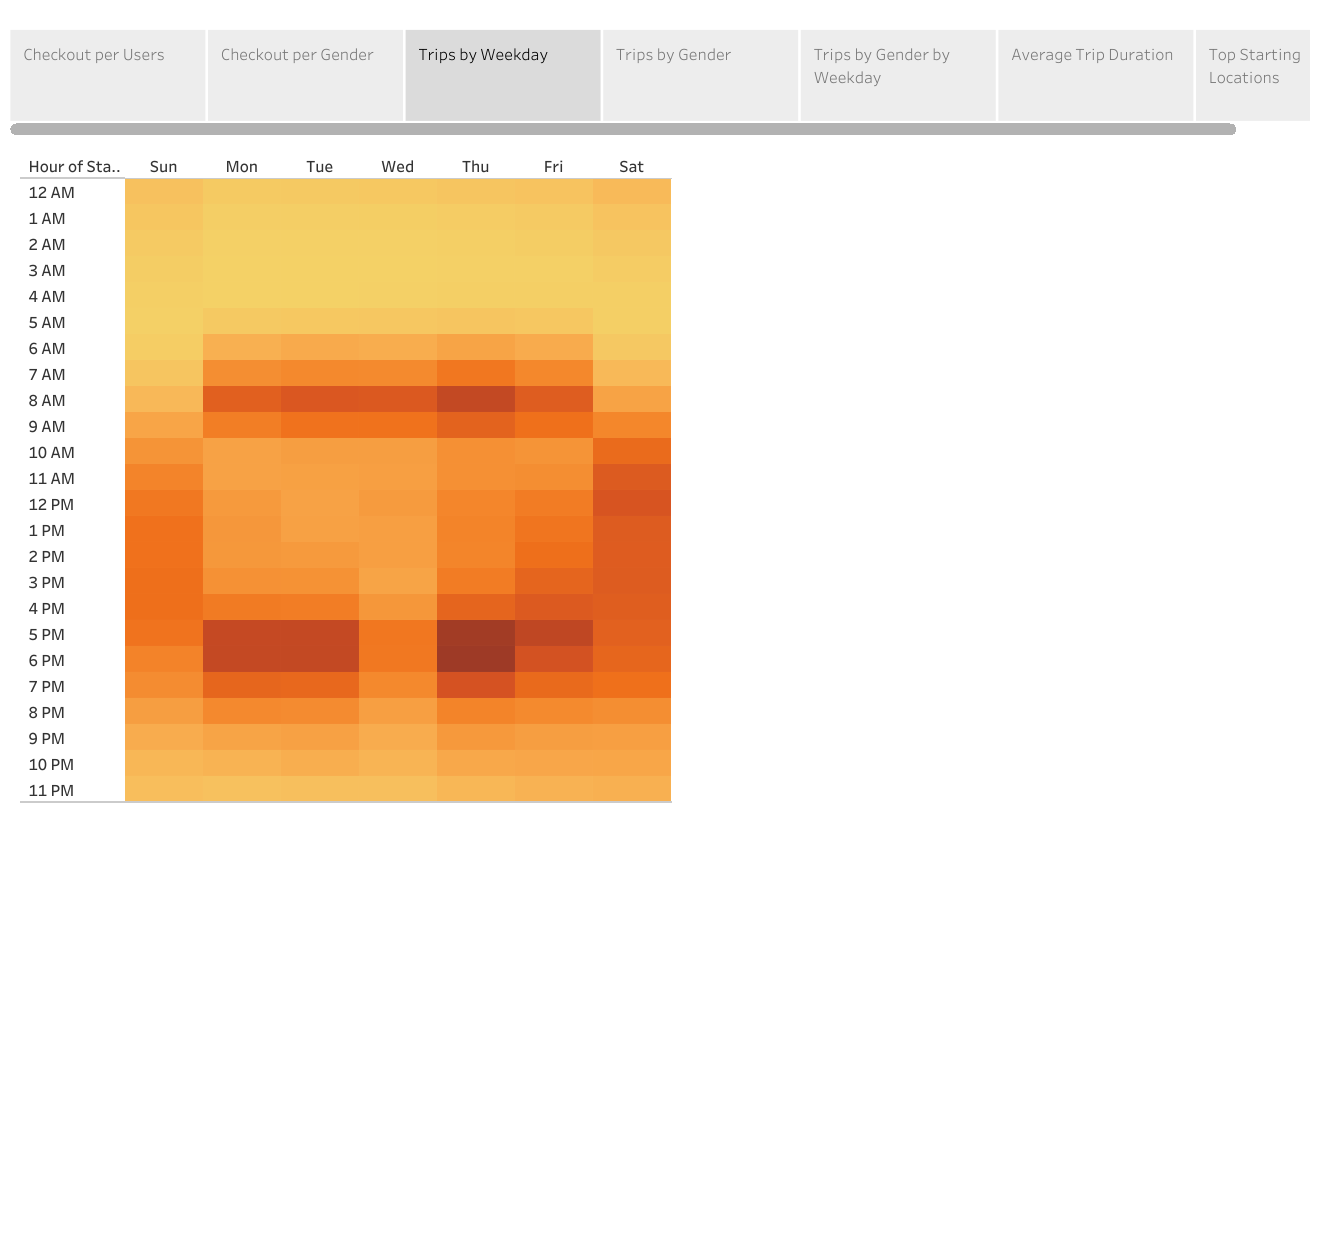 Checkout per Users
Checkout per Gender
Trips by Weekday
Trips by Gender
Trips by Gender by
Weekday
Average Trip Duration
Top Starting
Locations
Hour of Sta.. Sun Mon Tue Wed Thu Fri Sat
12 AM
1 AM
2 AM
3 AM
4 AM
5 AM
6 AM
7 AM
8 AM
9 AM
10 AM
11 AM
12 PM
1 PM
2 PM
3 PM
4 PM
5 PM
6 PM
7 PM
8 PM
9 PM
10 PM
11 PM